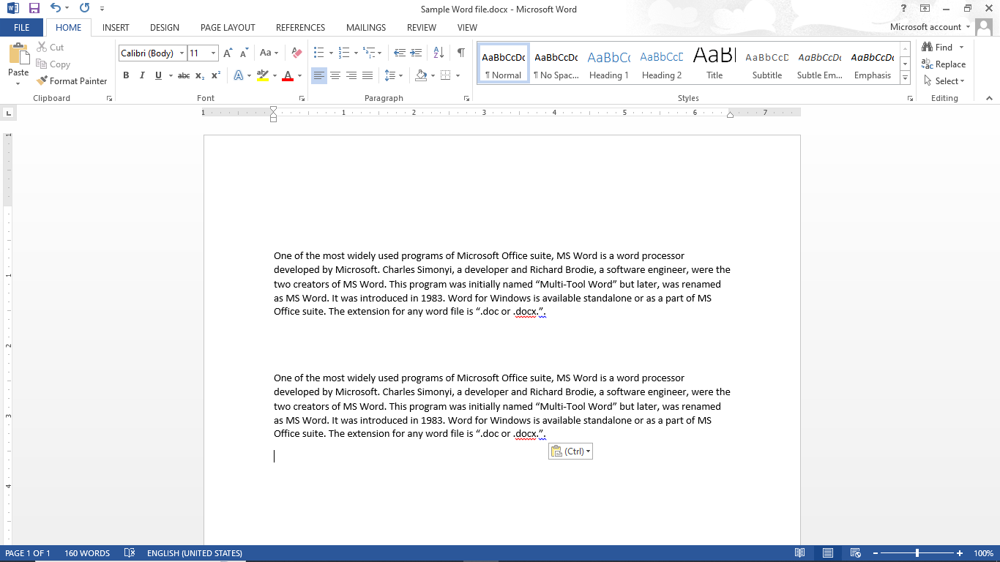 Sample Word file.docx - Microsoft Word
FILE HOME INSERT DESIGN PAGE LAYOUT REFERENCES MAILINGS REVIEW VIEW Microsoft account
Paste
Cut
Copy
Format Painter
Clipboard
Calibri (Body) 11
Font
Paragraph
AaBbCcDc AaBbCcDc AaBbCc AaBbCcD AaBl AaBbCcD AaBbCcDc AaBbCcDc
¶ Normal ¶ No Spac... Heading 1 Heading 2 Title Subtitle Subtle Em... Emphasis
Styles
Find
Replace
Select
Editing
1 1 2 3 4 5 6 7
One of the most widely used programs of Microsoft Office suite, MS Word is a word processor
developed by Microsoft. Charles Simonyi, a developer and Richard Brodie, a software engineer, were the
two creators of MS Word. This program was initially named “Multi-Tool Word” but later, was renamed
as MS Word. It was introduced in 1983. Word for Windows is available standalone or as a part of MS
Office suite. The extension for any word file is “.doc or .docx.”.
One of the most widely used programs of Microsoft Office suite, MS Word is a word processor
developed by Microsoft. Charles Simonyi, a developer and Richard Brodie, a software engineer, were the
two creators of MS Word. This program was initially named “Multi-Tool Word” but later, was renamed
as MS Word. It was introduced in 1983. Word for Windows is available standalone or as a part of MS
Office suite. The extension for any word file is “.doc or .docx.”.
(Ctrl)
PAGE 1 OF 1 160 WORDS ENGLISH (UNITED STATES) 100%